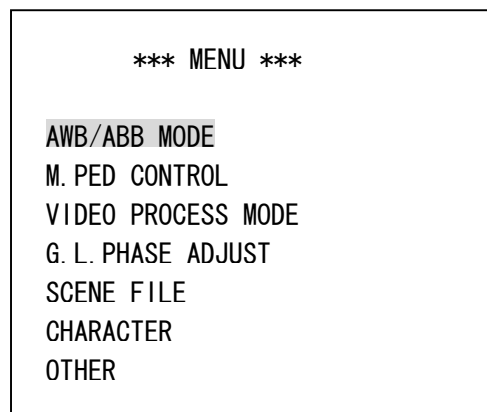 *** MENU ***
AWB/ABB MODE
M.PED CONTROL
VIDEO PROCESS MODE
G.L.PHASE ADJUST
SCENE FILE
CHARACTER
OTHER